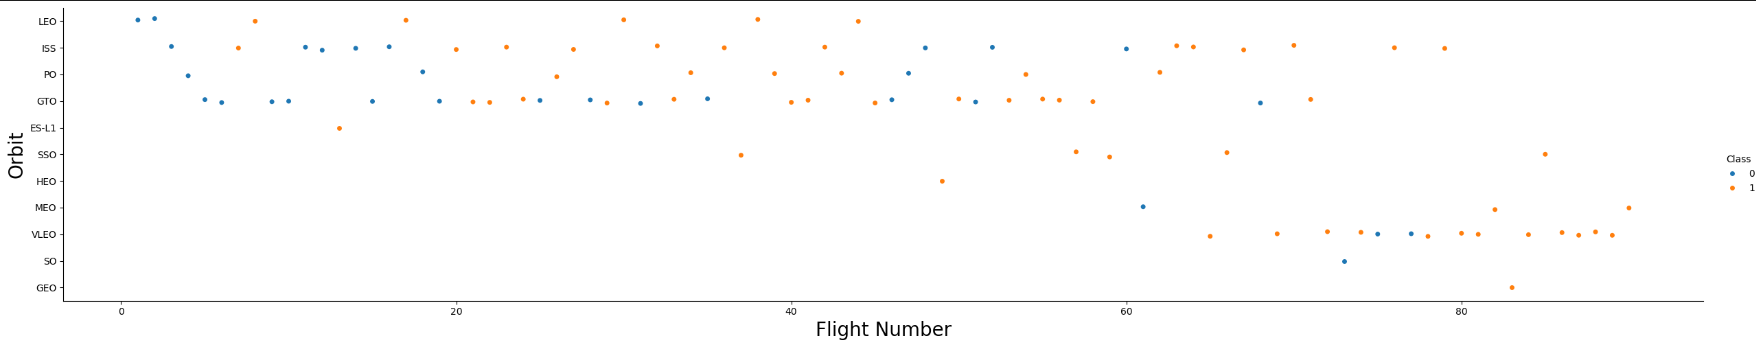 LEO
ISS
PO
GTO
ES-L1
SSO
HEO
MEO
VLEO
SO
GEO
Orbit
0 20 40 60 80
Flight Number
Class
0
1